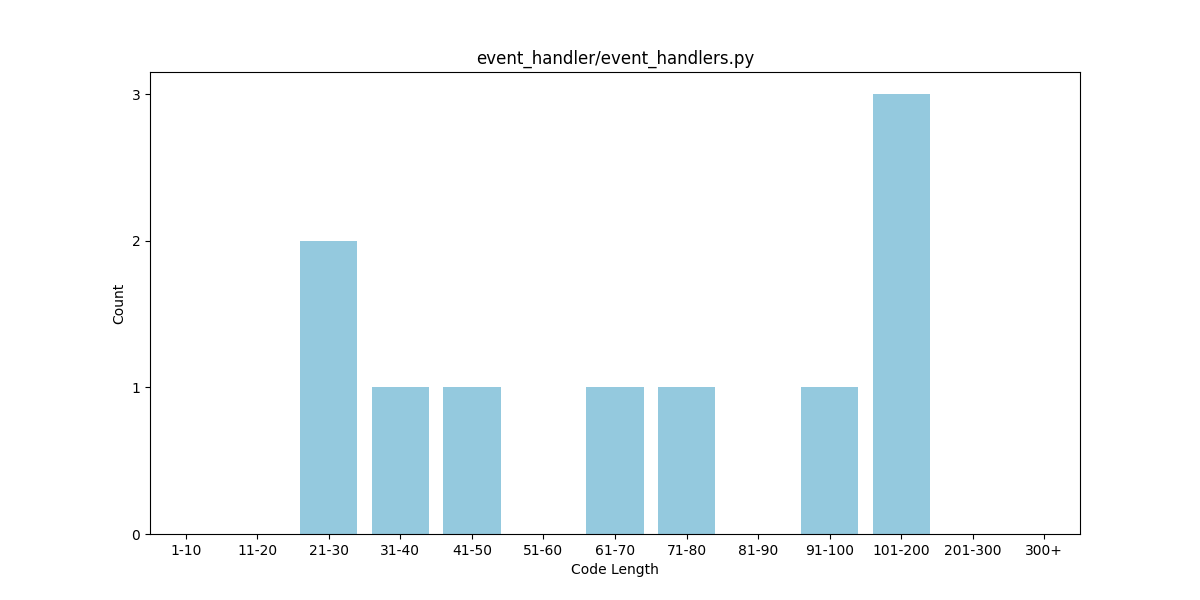 event_handler/event_handlers.py
3
2
1
0
Count
1-10 11-20 21-30 31-40 41-50 51-60 61-70 71-80 81-90 91-100 101-200 201-300 300+
Code Length